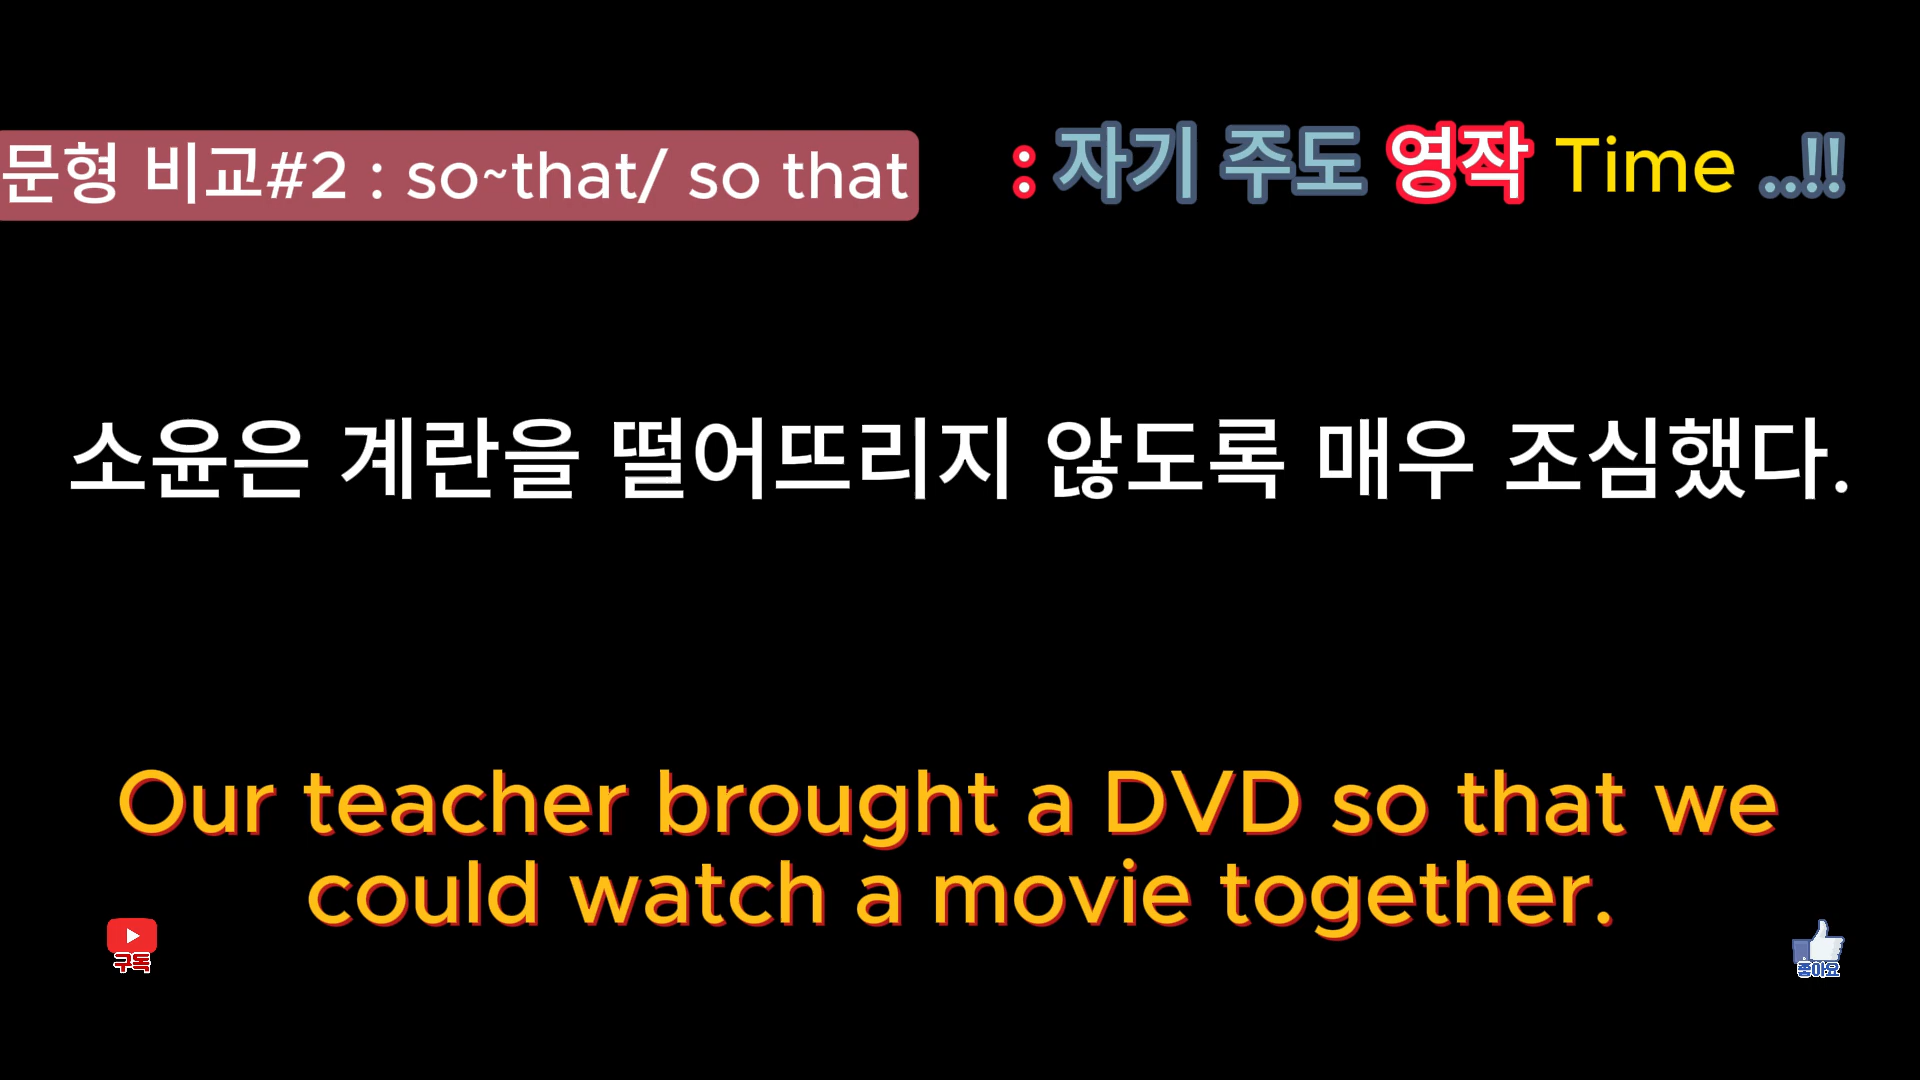 문형 비교#2 : so~that/ so that
: 자기 주도 영작 Time ..!!
소윤은 계란을 떨어뜨리지 않도록 매우 조심했다.
Our teacher brought a DVD so that we
could watch a movie together.
구독
좋아요